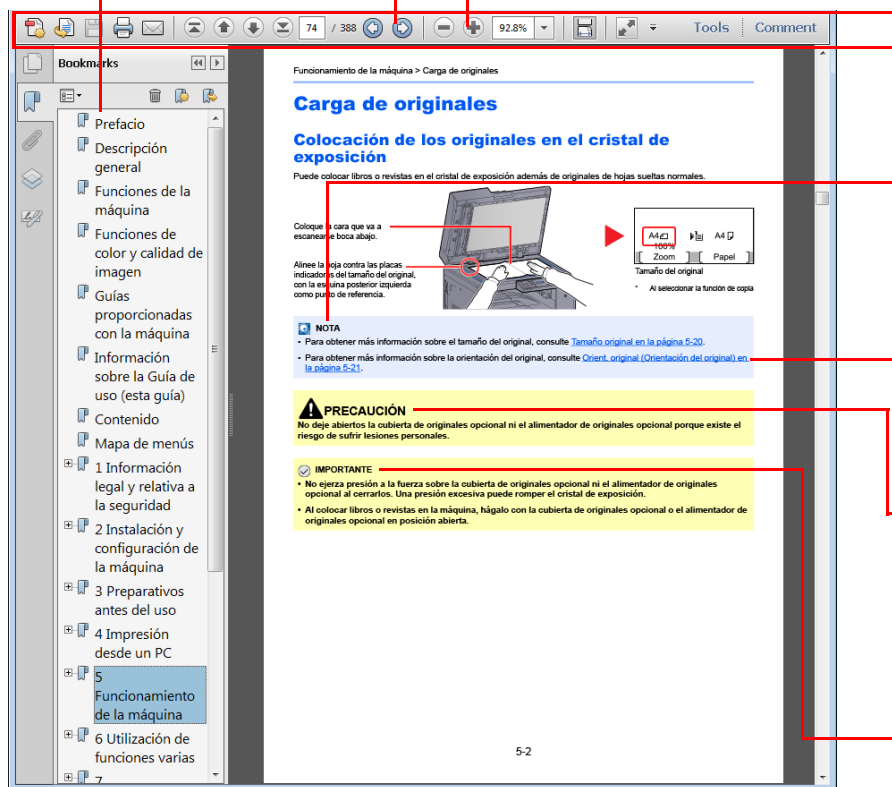 74 / 388
92.8%
Tools
Comment
Bookmarks
Prefacio
Descripción
general
Funciones de la
máquina
Funciones de
color y calidad de
imagen
Guías
proporcionadas
con la máquina
Información
sobre la Guía de
uso (esta guía)
Contenido
Mapa de menús
1 Información
legal y relativa a
la seguridad
2 Instalación y
configuración de
la máquina
3 Preparativos
antes del uso
4 Impresión
desde un PC
5
Funcionamiento
de la máquina
6 Utilización de
funciones varias
7
Funcionamiento de la máquina > Carga de originales
Carga de originales
Colocación de los originales en el cristal de
exposición
Puede colocar libros o revistas en el cristal de exposición además de originales de hojas sueltas normales.
Coloque la cara que va a
escanearse boca abajo.
Alinee la hoja contra las placas
indicadoras del tamaño del original,
con la esquina posterior izquierda
como punto de referencia.
A4
A4
100%
Zoom
Papel
Tamaño del original
* Al seleccionar la función de copia
NOTA
• Para obtener más información sobre el tamaño del original, consulte Tamaño original en la página 5-20.
• Para obtener más información sobre la orientación del original, consulte Orient. original (Orientación del original) en
la página 5-21.
PRECAUCIÓN
No deje abiertos la cubierta de originales opcional ni el alimentador de originales opcional porque existe el
riesgo de sufrir lesiones personales.
IMPORTANTE
• No ejerza presión a la fuerza sobre la cubierta de originales opcional ni el alimentador de originales
opcional al cerrarlos. Una presión excesiva puede romper el cristal de exposición.
• Al colocar libros o revistas en la máquina, hágalo con la cubierta de originales opcional o el alimentador de
originales opcional en posición abierta.
5-2